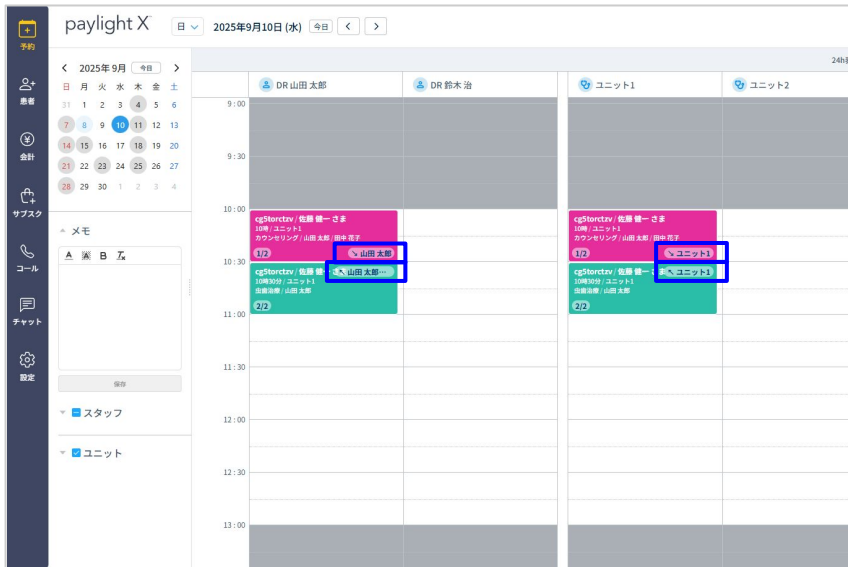 paylight X
日
2025年9月10日 (水)
今日
予約
患者
会計
サブスク
コール
チャット
設定
2025年 9月
今日
日 月 火 水 木 金 土
31 1 2 3 4 5 6
7 8 9 10 11 12 13
14 15 16 17 18 19 20
21 22 23 24 25 26 27
28 29 30 1 2 3 4
メモ
A A B Tx
保存
スタッフ
ユニット
24h
DR 山田 太郎
DR 鈴木 治
ユニット1
ユニット2
9:00
9:30
10:00
10:30
11:00
11:30
12:00
12:30
13:00
cg5torctzv / 佐藤 健一 さま
10時 / ユニット1
カウンセリング / 山田 太郎 / 田中 花子
1/2
↘ 山田 太郎
cg5torctzv / 佐藤 健一 さ
↖ 山田 太郎…
10時30分 / ユニット1
虫歯治療 / 山田 太郎
2/2
cg5torctzv / 佐藤 健一 さま
10時 / ユニット1
カウンセリング / 山田 太郎 / 田中 花子
1/2
↘ ユニット1
cg5torctzv / 佐藤 健一 さま
↖ ユニット1
10時30分 / ユニット1
虫歯治療 / 山田 太郎
2/2